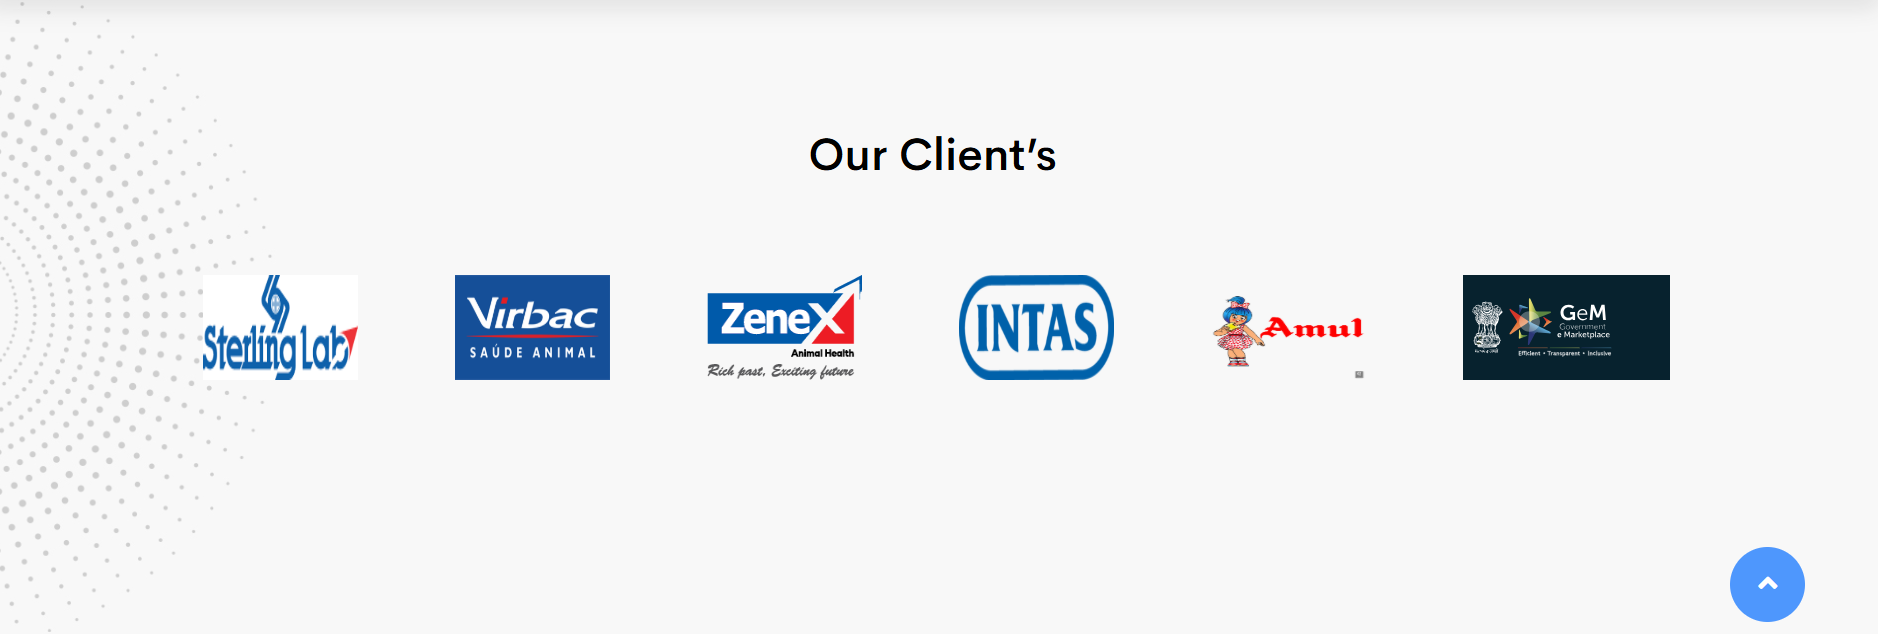 Our Client's
Sterling Lab
Virbac
SAÚDE ANIMAL
ZeneX
Animal Health
Rich past, Exciting future
INTAS
Amul
GeM
Government
e Marketplace
Efficient • Transparent • Inclusive